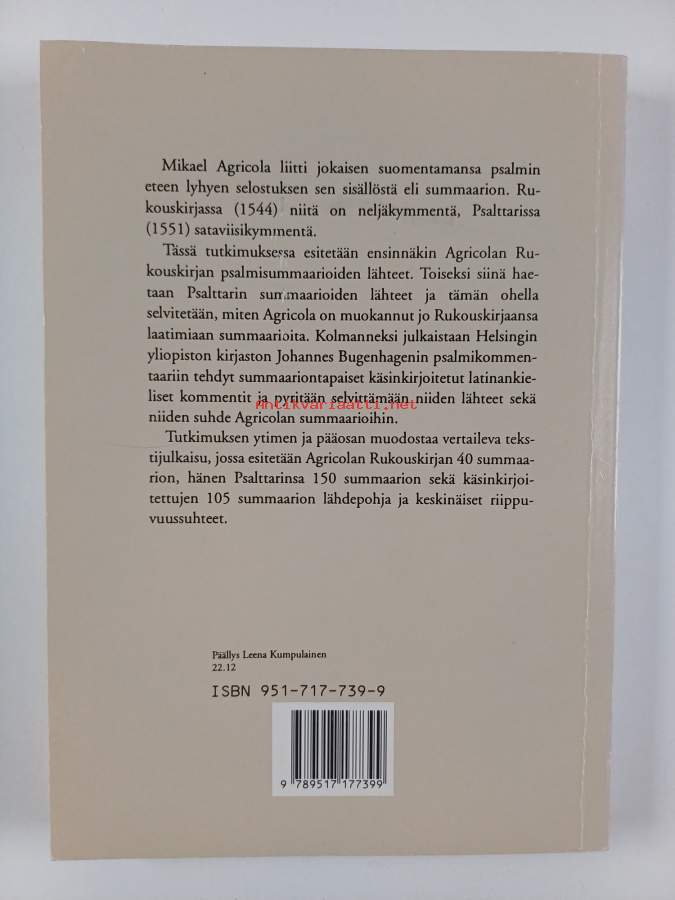 Mikael Agricola liitti jokaisen suomentamansa psalmin
eteen lyhyen selostuksen sen sisällöstä eli summaarion. Ru-
kouskirjassa (1544) niitä on neljäkymmentä, Psalttarissa
(1551) sataviisikymmentä.
Tässä tutkimuksessa esitetään ensinnäkin Agricolan Ru-
kouskirjan psalmisummaarioiden lähteet. Toiseksi siinä hae-
taan Psalttarin summaarioiden lähteet ja tämän ohella
selvitetään, miten Agricola on muokannut jo Rukouskirjaansa
laatimiaan summaarioita. Kolmanneksi julkaistaan Helsingin
yliopiston kirjaston Johannes Bugenhagenin psalmikommen-
taariin tehdyt summaariontapaiset käsinkirjoitetut latinankie-
liset kommentit ja pyritään selvittämään niiden lähteet sekä
antikvariaatti.net
niiden suhde Agricolan summaarioihin.
Tutkimuksen ytimen ja pääosan muodostaa vertaileva teks-
tijulkaisu, jossa esitetään Agricolan Rukouskirjan 40 summaa-
rion, hänen Psalttarinsa 150 summaarion sekä käsinkirjoi-
tettujen 105 summaarion lähdepohja ja keskinäiset riippu-
vuussuhteet.
Päällys Leena Kumpulainen
22.12
ISBN 951-717-739-9
9 789517 177399